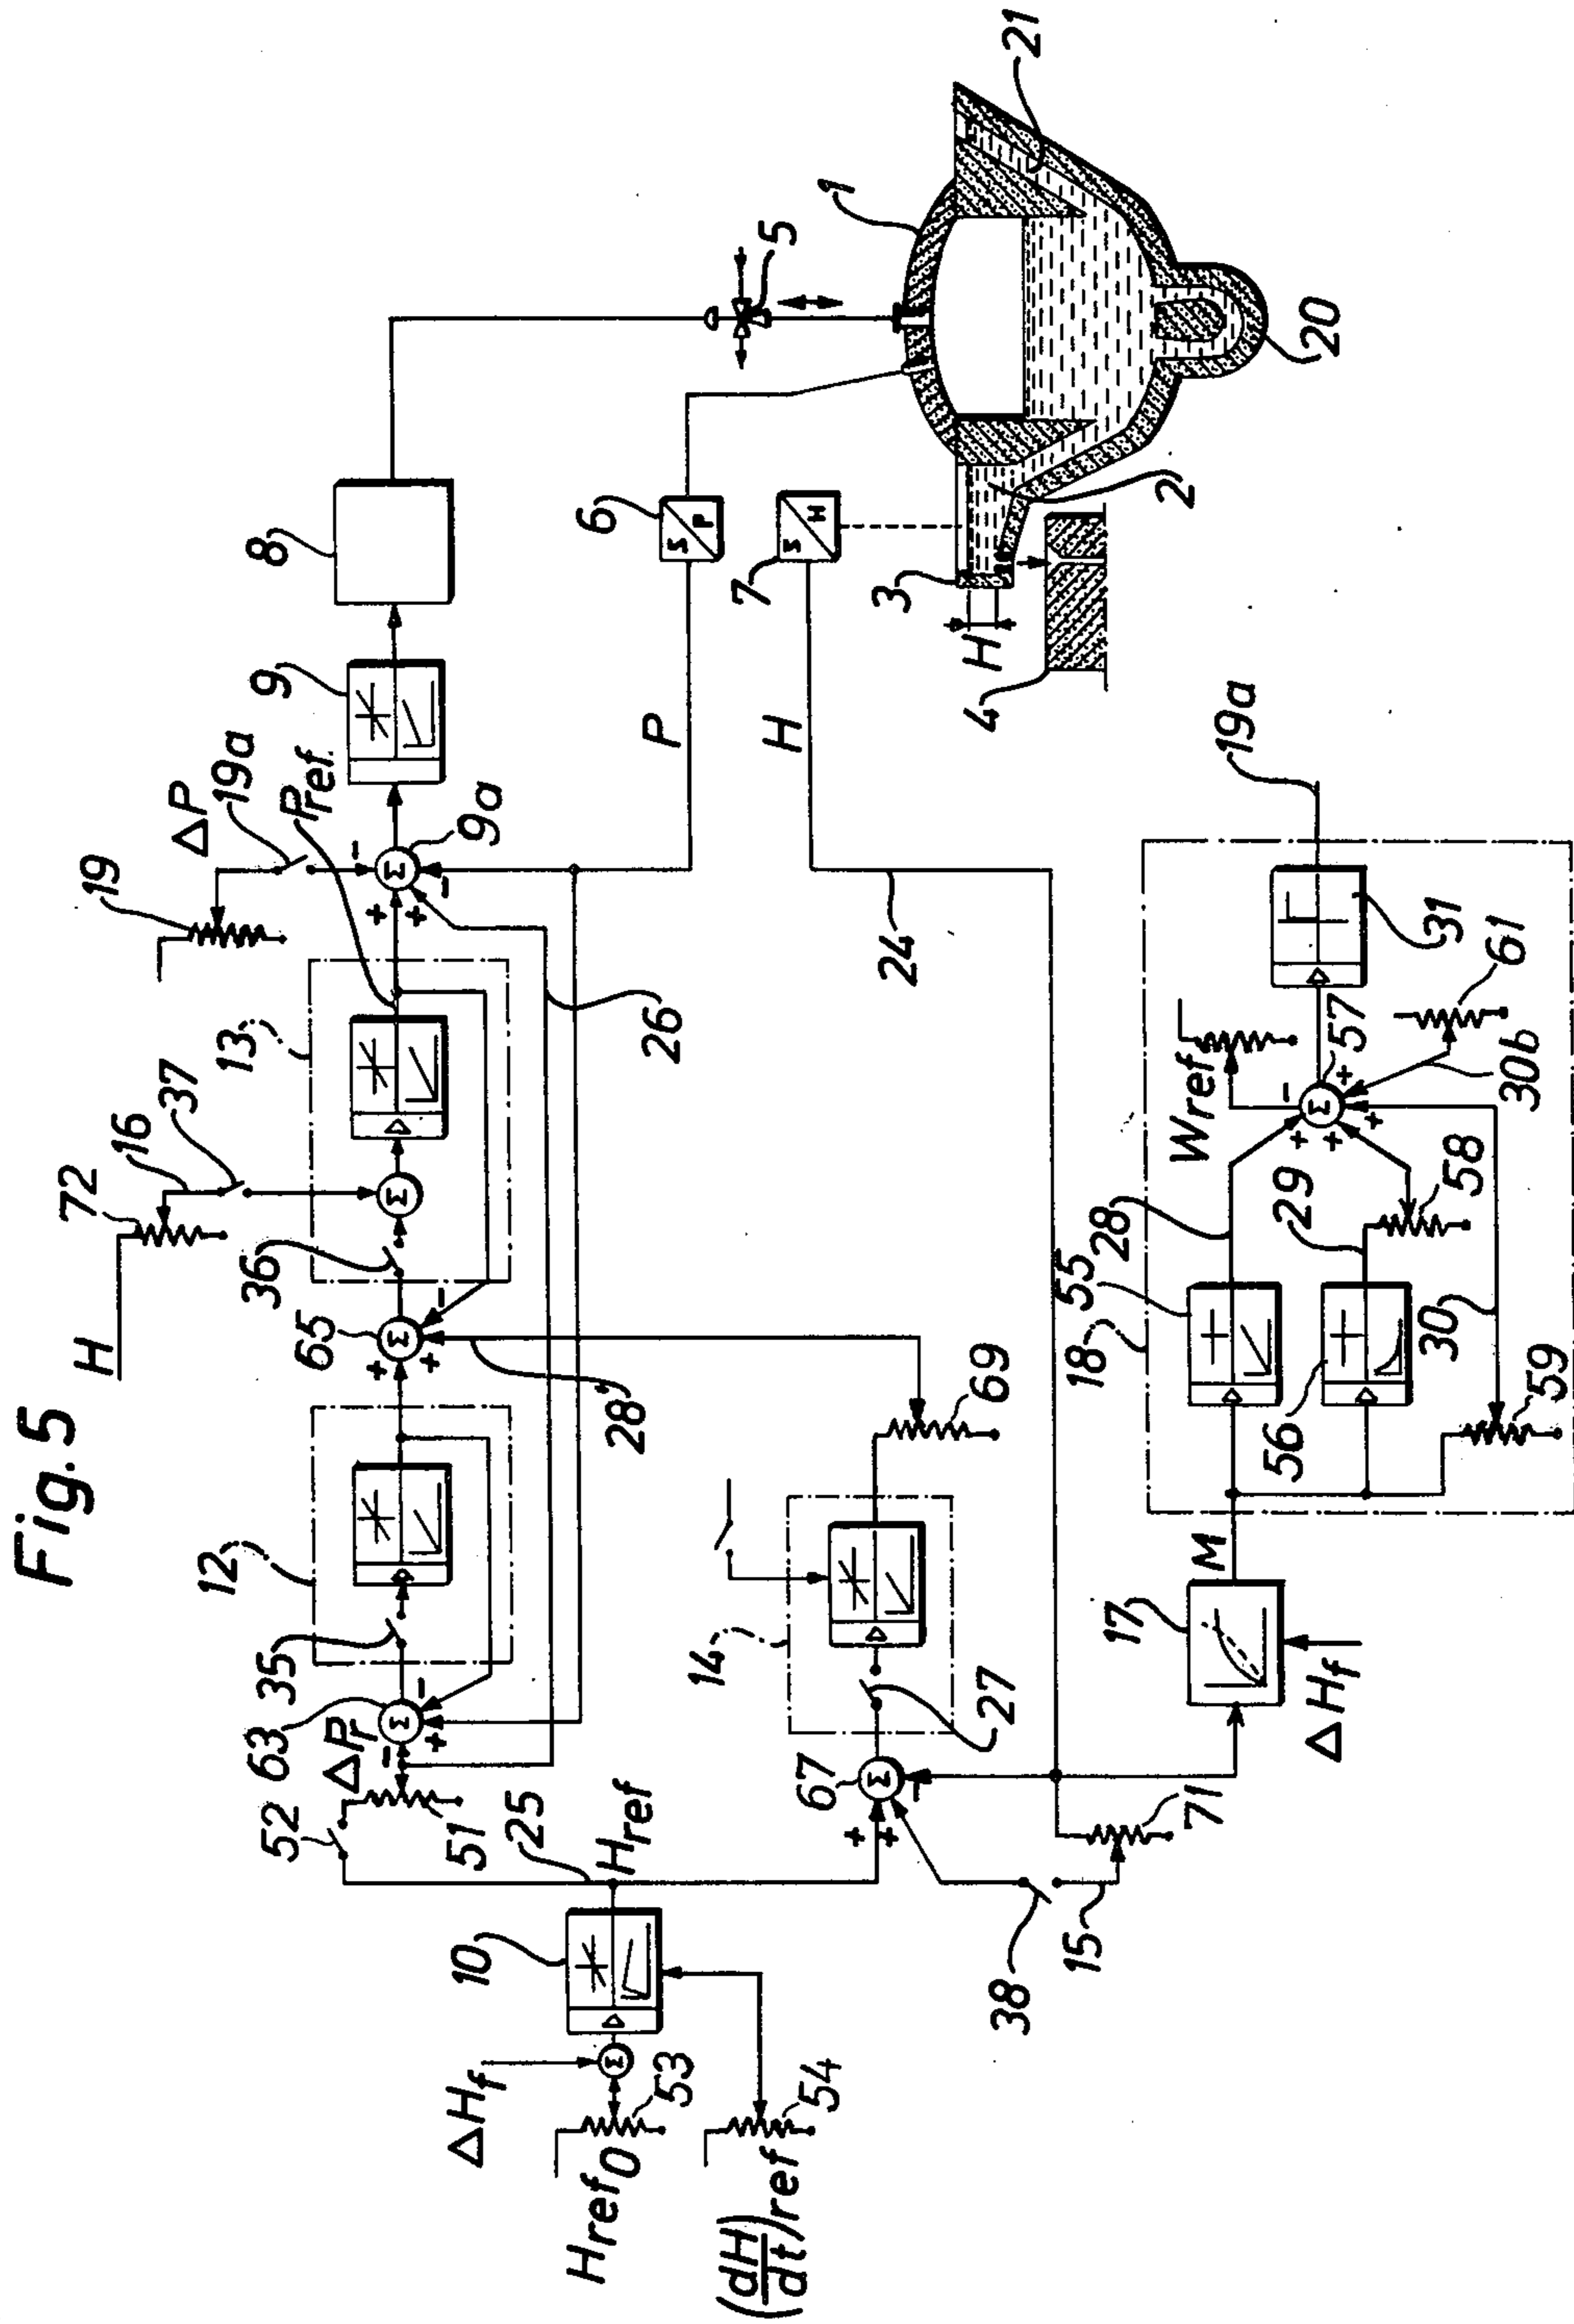 Fig. 5
H
72
16
37
19
ΔP
19a
Pref.
9
8
13
36
65
Σ
Σ
Σ
9a
12
35
63
Σ
ΔPr
52
51
25
Href
26
28'
P
6
S
P
H
7
S
H
24
5
1
21
20
2
3
H
4
10
ΔHf
Σ
53
Href0
(dH/dt)ref
54
14
27
67
Σ
69
38
15
71
17
ΔHf
M
18
55
28
56
29
30
58
59
Wref
Σ
57
30b
61
31
19a
+
+
+
+
+
+
+
+
+
+
+
+
-
-
-
-
-
-
-